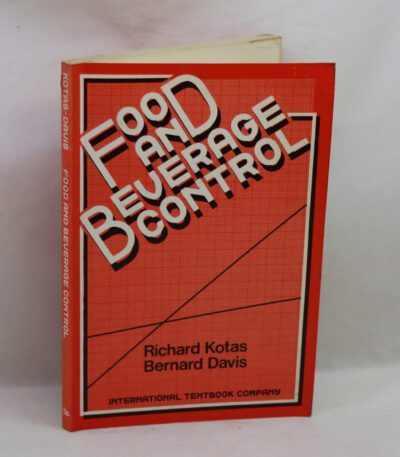 KOTAS-DAVIS FOOD AND BEVERAGE CONTROL
FOOD
AND
BEVERAGE
CONTROL
Richard Kotas
Bernard Davis
INTERNATIONAL TEXTBOOK COMPANY